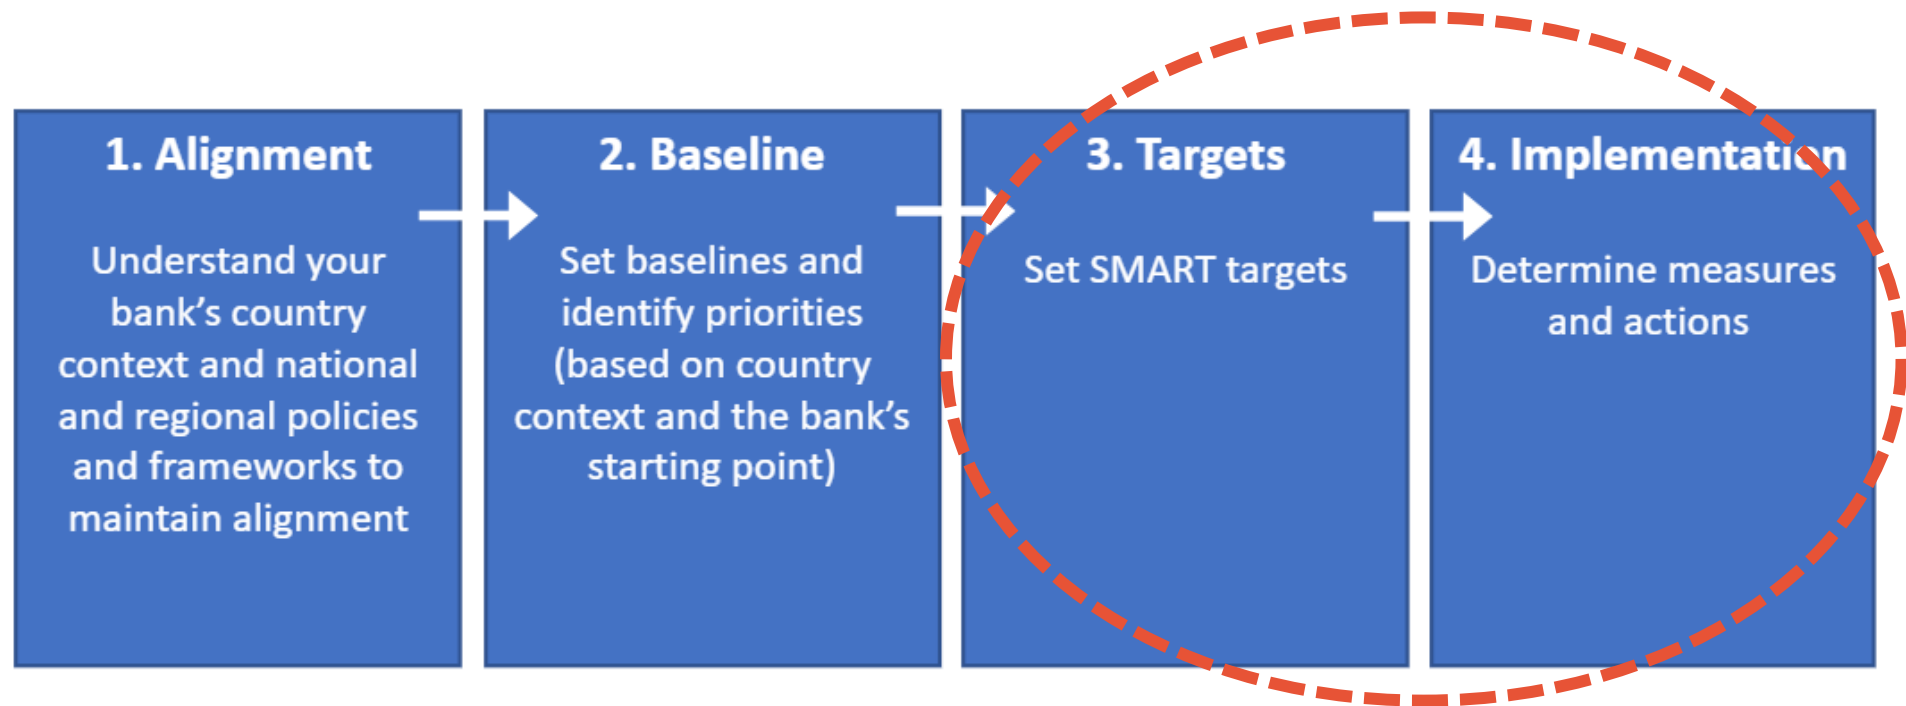 1. Alignment
Understand your
bank’s country
context and national
and regional policies
and frameworks to
maintain alignment
2. Baseline
Set baselines and
identify priorities
(based on country
context and the bank’s
starting point)
3. Targets
Set SMART targets
4. Implementation
Determine measures
and actions